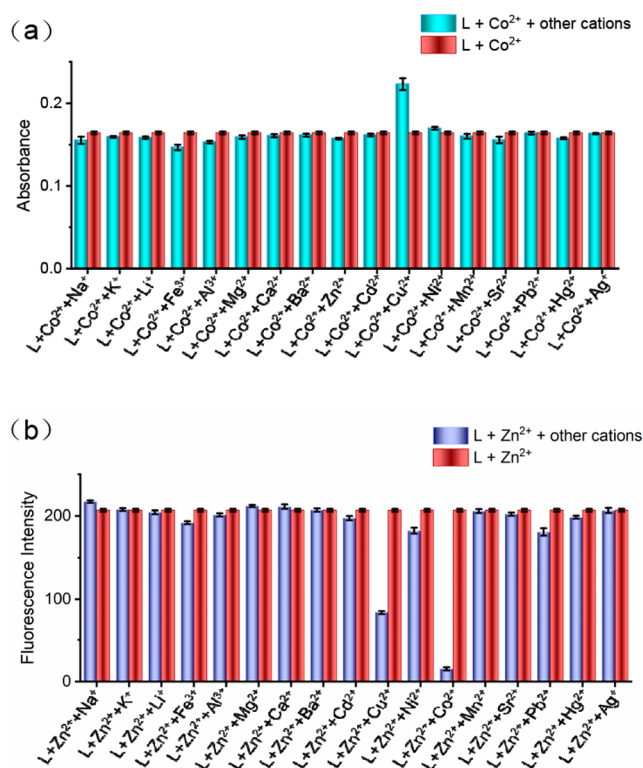 (a)
L + Co²⁺ + other cations
L + Co²⁺
Absorbance
0.2
0.1
0.0
L+Co²⁺+Na⁺
L+Co²⁺+K⁺
L+Co²⁺+Li⁺
L+Co²⁺+Fe³⁺
L+Co²⁺+Al³⁺
L+Co²⁺+Mg²⁺
L+Co²⁺+Ca²⁺
L+Co²⁺+Ba²⁺
L+Co²⁺+Zn²⁺
L+Co²⁺+Cd²⁺
L+Co²⁺+Cu²⁺
L+Co²⁺+Ni²⁺
L+Co²⁺+Mn²⁺
L+Co²⁺+Sr²⁺
L+Co²⁺+Pb²⁺
L+Co²⁺+Hg²⁺
L+Co²⁺+Ag⁺
(b)
L + Zn²⁺ + other cations
L + Zn²⁺
Fluorescence Intensity
200
100
0
L+Zn²⁺+Na⁺
L+Zn²⁺+K⁺
L+Zn²⁺+Li⁺
L+Zn²⁺+Fe³⁺
L+Zn²⁺+Al³⁺
L+Zn²⁺+Mg²⁺
L+Zn²⁺+Ca²⁺
L+Zn²⁺+Ba²⁺
L+Zn²⁺+Cd²⁺
L+Zn²⁺+Cu²⁺
L+Zn²⁺+Ni²⁺
L+Zn²⁺+Co²⁺
L+Zn²⁺+Mn²⁺
L+Zn²⁺+Sr²⁺
L+Zn²⁺+Pb²⁺
L+Zn²⁺+Hg²⁺
L+Zn²⁺+Ag⁺